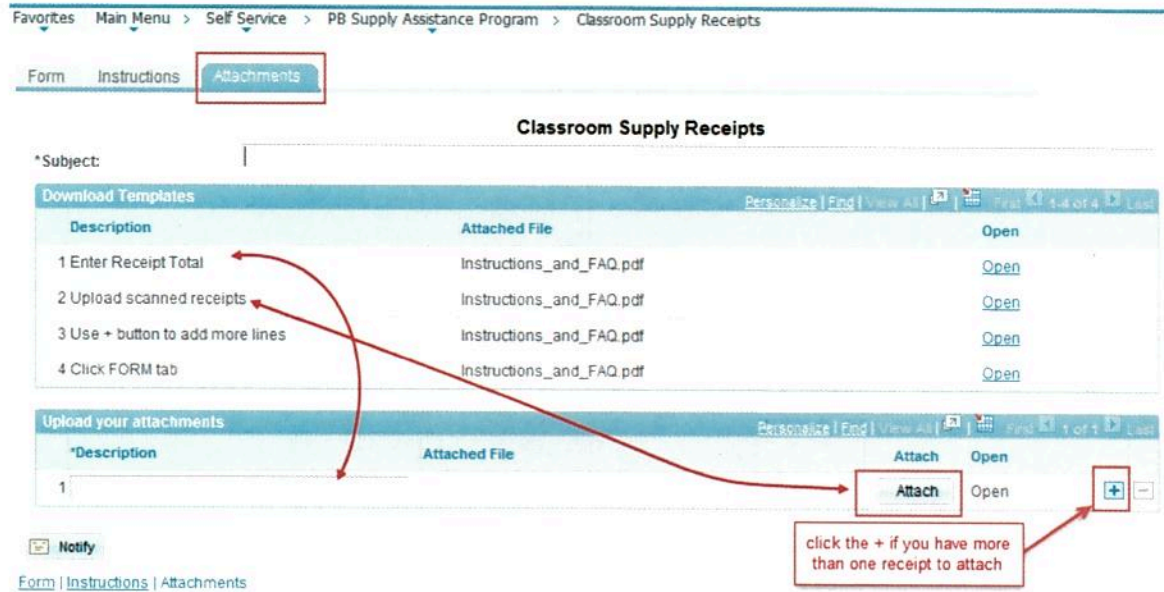 Favorites Main Menu > Self Service > PB Supply Assistance Program > Classroom Supply Receipts
Form Instructions Attachments
Classroom Supply Receipts
*Subject:
Download Templates Personalize | Find | View All | | First 1-4 of 4 Last
Description Attached File Open
1 Enter Receipt Total Instructions_and_FAQ.pdf Open
2 Upload scanned receipts Instructions_and_FAQ.pdf Open
3 Use + button to add more lines Instructions_and_FAQ.pdf Open
4 Click FORM tab Instructions_and_FAQ.pdf Open
Upload your attachments Personalize | Find | View All | | First 1 of 1 Last
*Description Attached File Attach Open
1 Attach Open + -
click the + if you have more
than one receipt to attach
Notify
Form | Instructions | Attachments